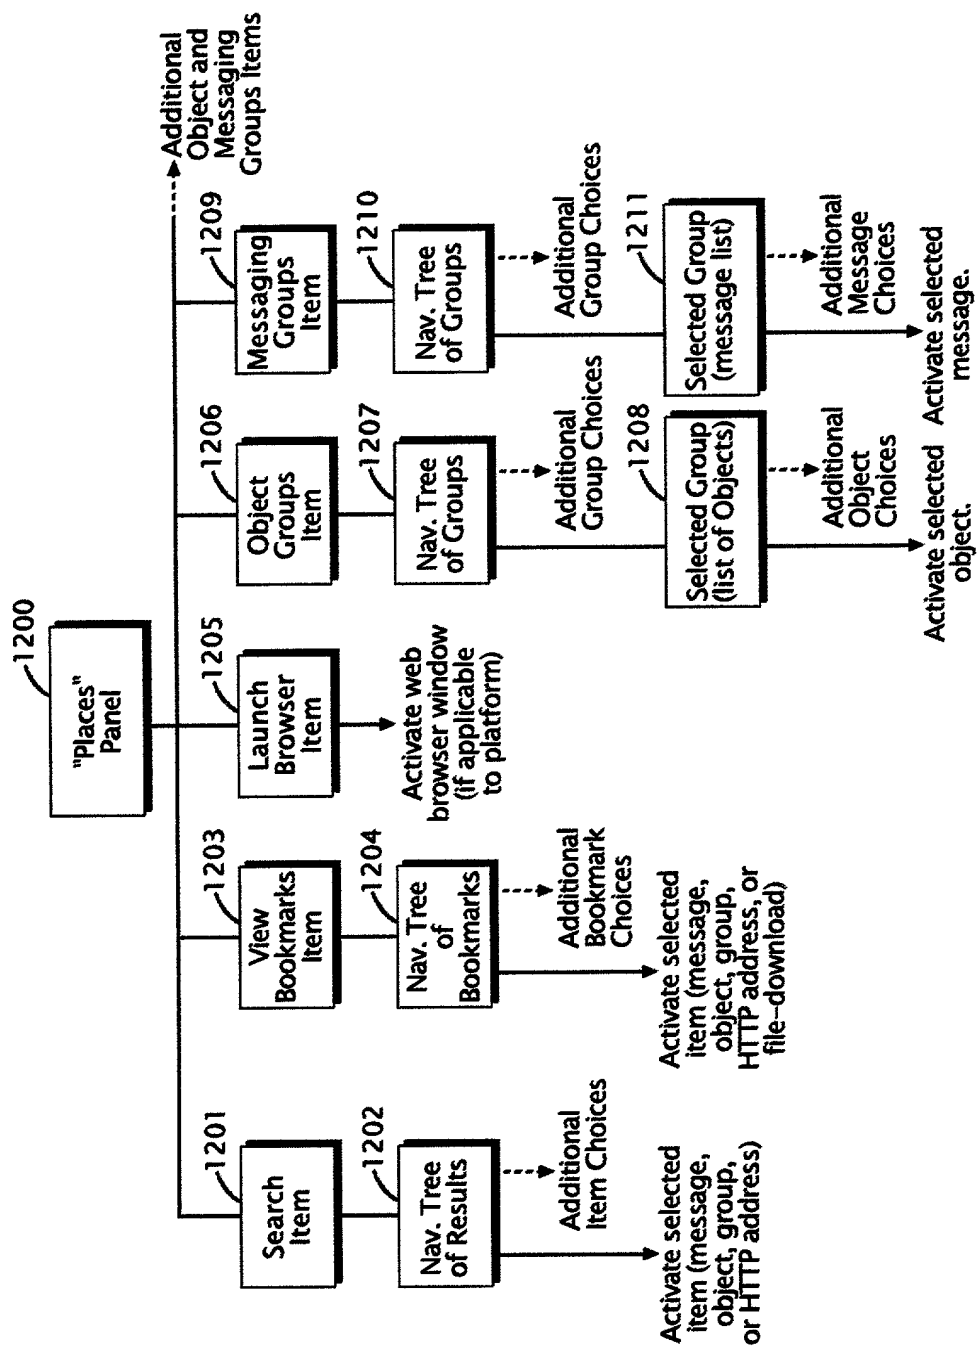 1200
"Places"
Panel
Additional
Object and
Messaging
Groups Items
1201
Search
Item
1202
Nav. Tree
of Results
Additional
Item Choices
Activate selected
item (message,
object, group,
or HTTP address)
1203
View
Bookmarks
Item
1204
Nav. Tree
of
Bookmarks
Additional
Bookmark
Choices
Activate selected
item (message,
object, group,
HTTP address, or
file–download)
1205
Launch
Browser
Item
Activate web
browser window
(if applicable
to platform)
1206
Object
Groups
Item
1207
Nav. Tree
of Groups
Additional
Group Choices
1208
Selected Group
(list of Objects)
Additional
Object
Choices
Activate selected
object.
1209
Messaging
Groups
Item
1210
Nav. Tree
of Groups
Additional
Group Choices
1211
Selected Group
(message list)
Additional
Message
Choices
Activate selected
message.